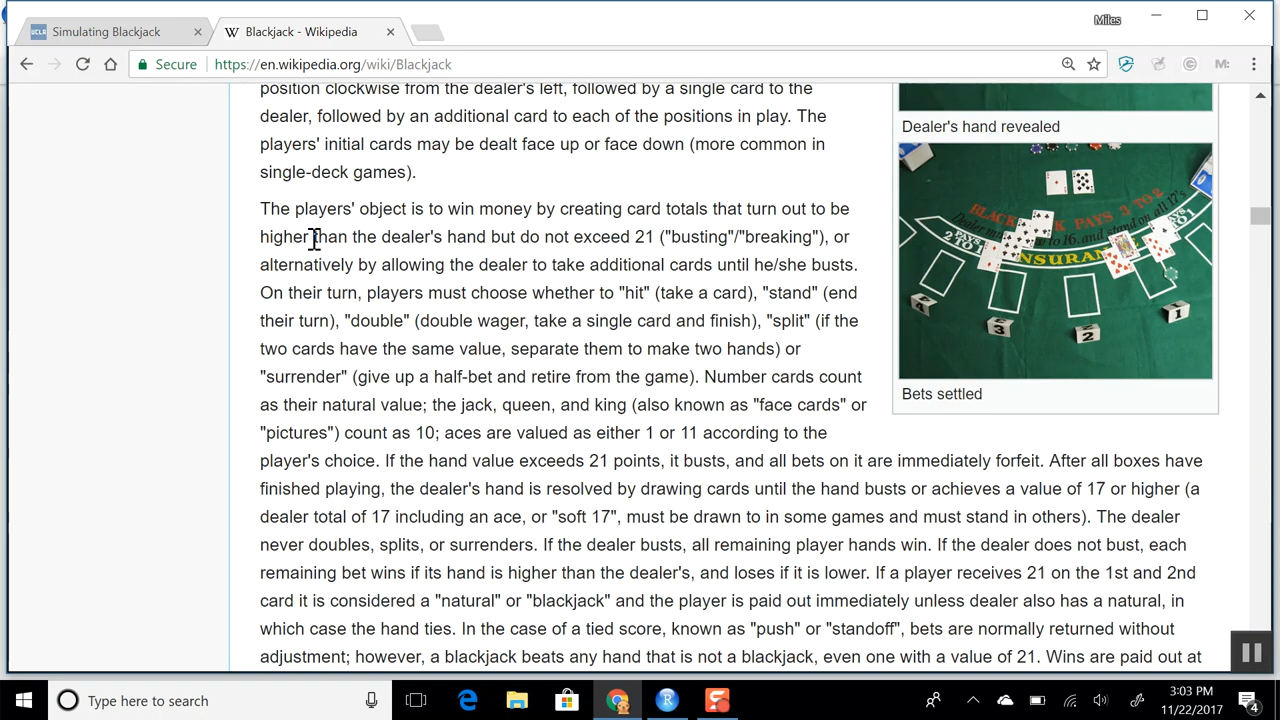 Miles
UCLA Simulating Blackjack
W Blackjack - Wikipedia
Secure https://en.wikipedia.org/wiki/Blackjack
position clockwise from the dealer's left, followed by a single card to the
dealer, followed by an additional card to each of the positions in play. The
players' initial cards may be dealt face up or face down (more common in
single-deck games).
Dealer's hand revealed
BLACKJACK PAYS 3 TO 2
PAYS 2 TO 1
INSURANCE
4
3
2
1
Bets settled
The players' object is to win money by creating card totals that turn out to be
higher than the dealer's hand but do not exceed 21 ("busting"/"breaking"), or
alternatively by allowing the dealer to take additional cards until he/she busts.
On their turn, players must choose whether to "hit" (take a card), "stand" (end
their turn), "double" (double wager, take a single card and finish), "split" (if the
two cards have the same value, separate them to make two hands) or
"surrender" (give up a half-bet and retire from the game). Number cards count
as their natural value; the jack, queen, and king (also known as "face cards" or
"pictures") count as 10; aces are valued as either 1 or 11 according to the
player's choice. If the hand value exceeds 21 points, it busts, and all bets on it are immediately forfeit. After all boxes have
finished playing, the dealer's hand is resolved by drawing cards until the hand busts or achieves a value of 17 or higher (a
dealer total of 17 including an ace, or "soft 17", must be drawn to in some games and must stand in others). The dealer
never doubles, splits, or surrenders. If the dealer busts, all remaining player hands win. If the dealer does not bust, each
remaining bet wins if its hand is higher than the dealer's, and loses if it is lower. If a player receives 21 on the 1st and 2nd
card it is considered a "natural" or "blackjack" and the player is paid out immediately unless dealer also has a natural, in
which case the hand ties. In the case of a tied score, known as "push" or "standoff", bets are normally returned without
adjustment; however, a blackjack beats any hand that is not a blackjack, even one with a value of 21. Wins are paid out at
Type here to search
3:03 PM
11/22/2017
4